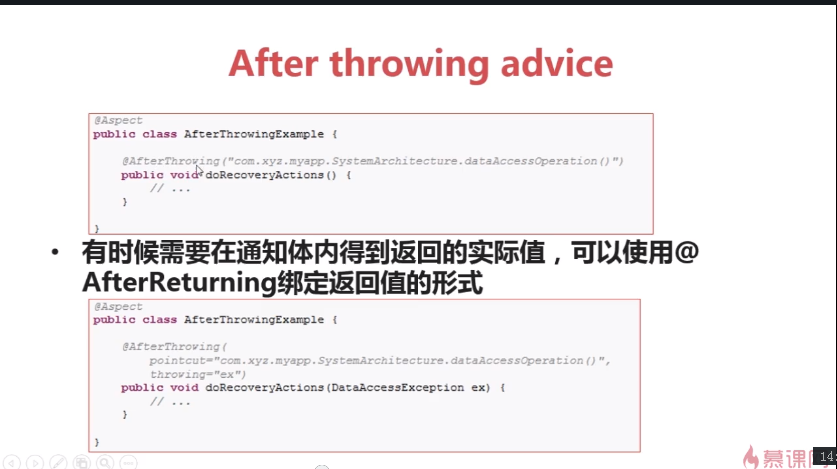 After throwing advice
@Aspect
public class AfterThrowingExample {
@AfterThrowing("com.xyz.myapp.SystemArchitecture.dataAccessOperation()")
public void doRecoveryActions() {
// ...
}
}
• 有时候需要在通知体内得到返回的实际值，可以使用@
AfterReturning绑定返回值的形式
@Aspect
public class AfterThrowingExample {
@AfterThrowing(
pointcut="com.xyz.myapp.SystemArchitecture.dataAccessOperation()",
throwing="ex")
public void doRecoveryActions(DataAccessException ex) {
// ...
}
}
慕课
14